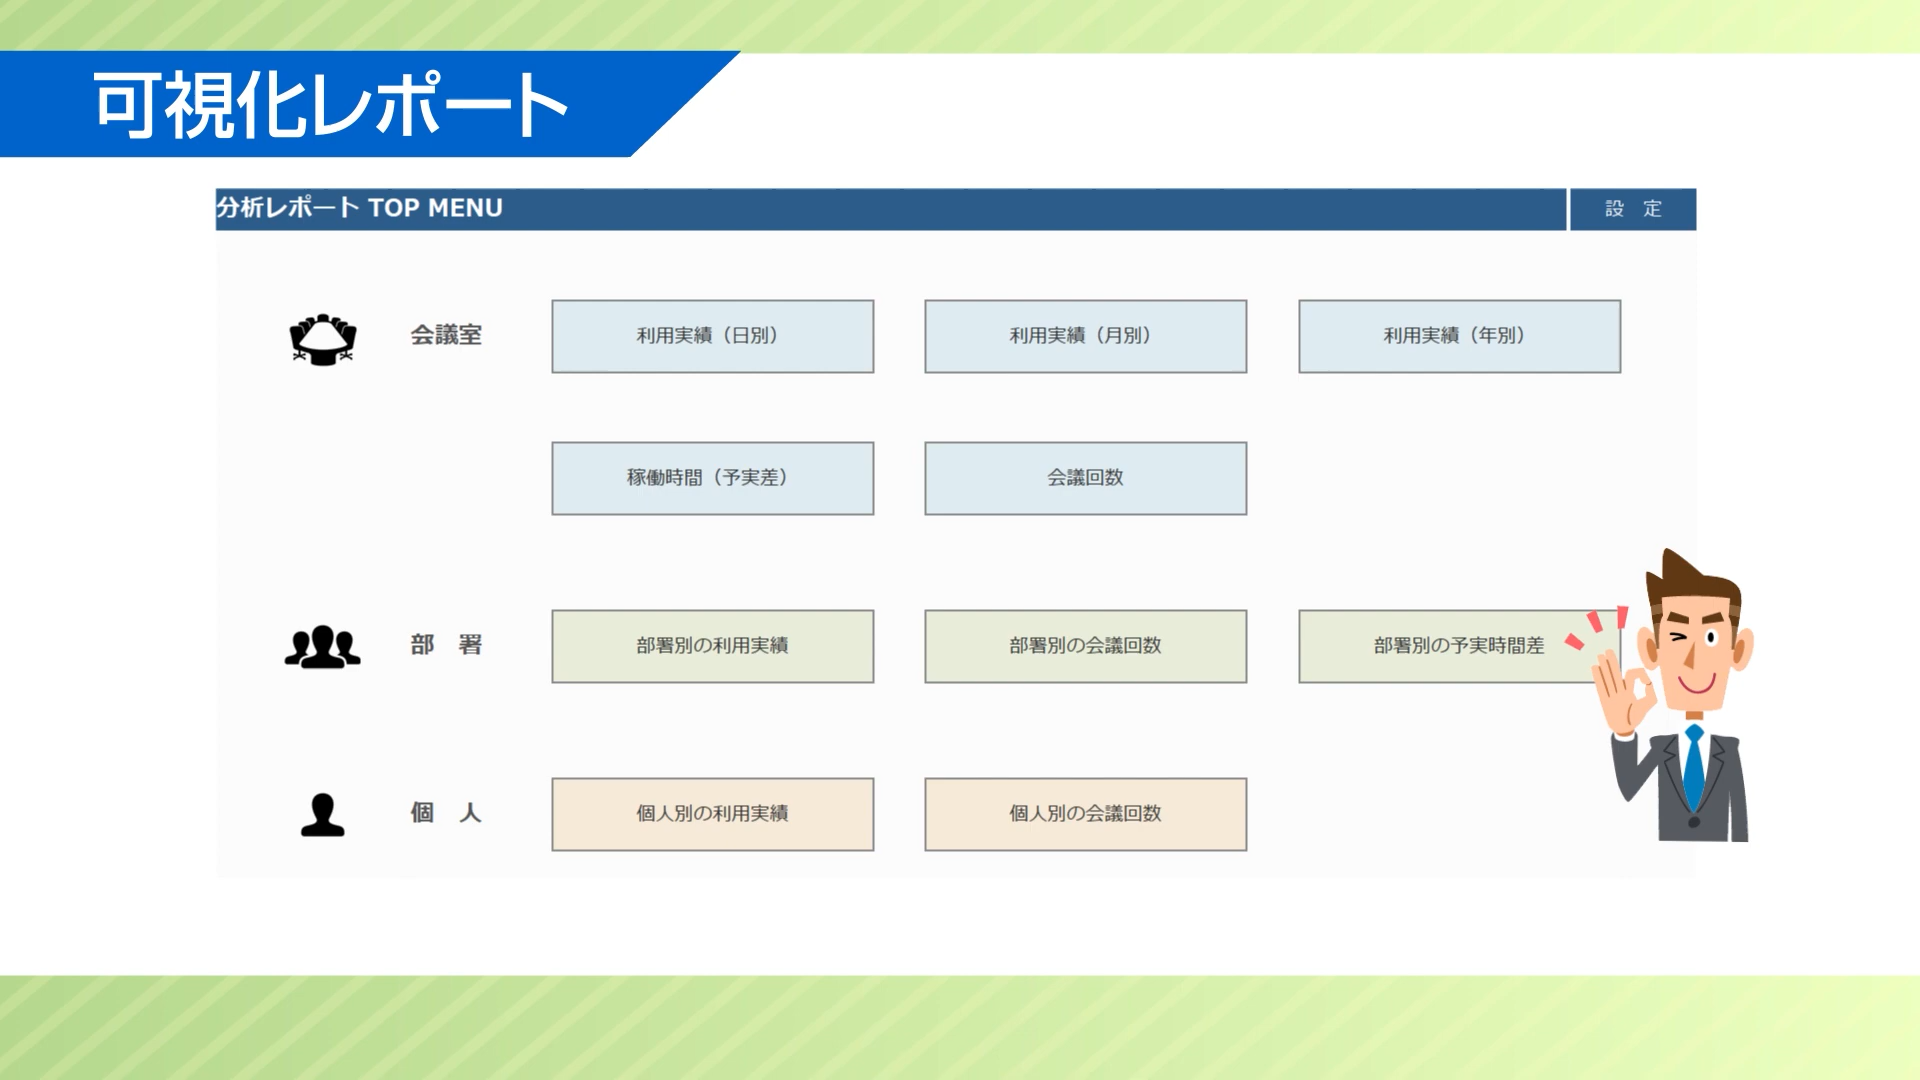 可視化レポート
分析レポート TOP MENU
設 定
会議室
利用実績（日別）
利用実績（月別）
利用実績（年別）
稼働時間（予実差）
会議回数
部 署
部署別の利用実績
部署別の会議回数
部署別の予実時間差
個 人
個人別の利用実績
個人別の会議回数